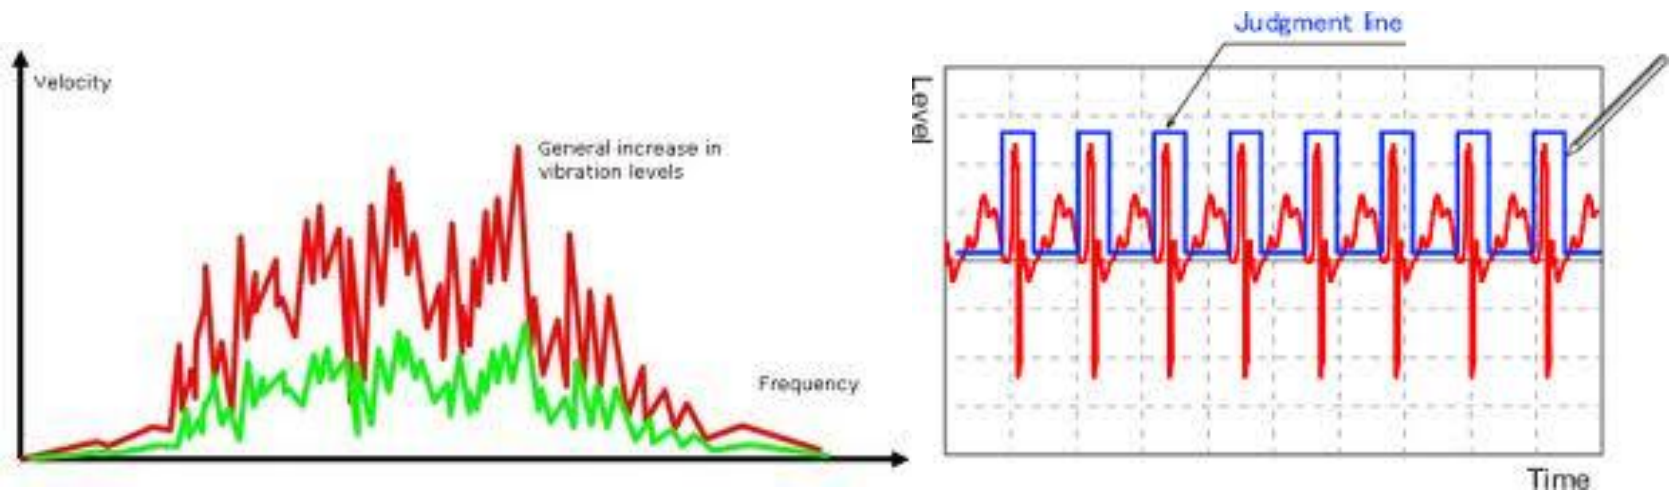 Velocity
General increase in
vibration levels
Frequency
Judgment line
Level
Time